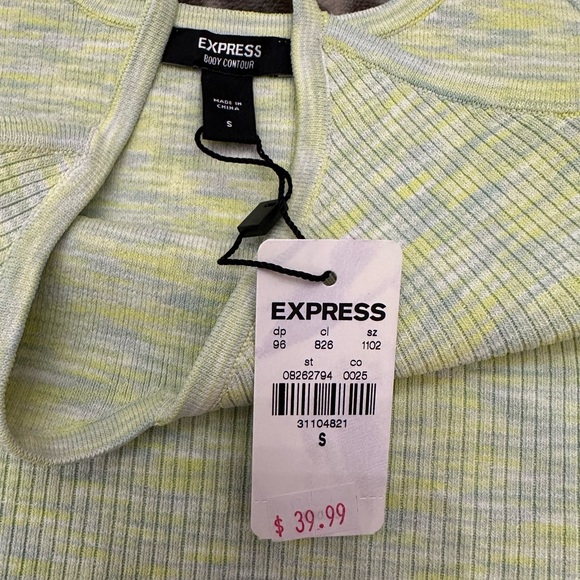 EXPRESS
BODY CONTOUR
MADE IN
CHINA
S
EXPRESS
dp cl sz
96 826 1102
st co
08262794 0025
31104821
S
$ 39.99